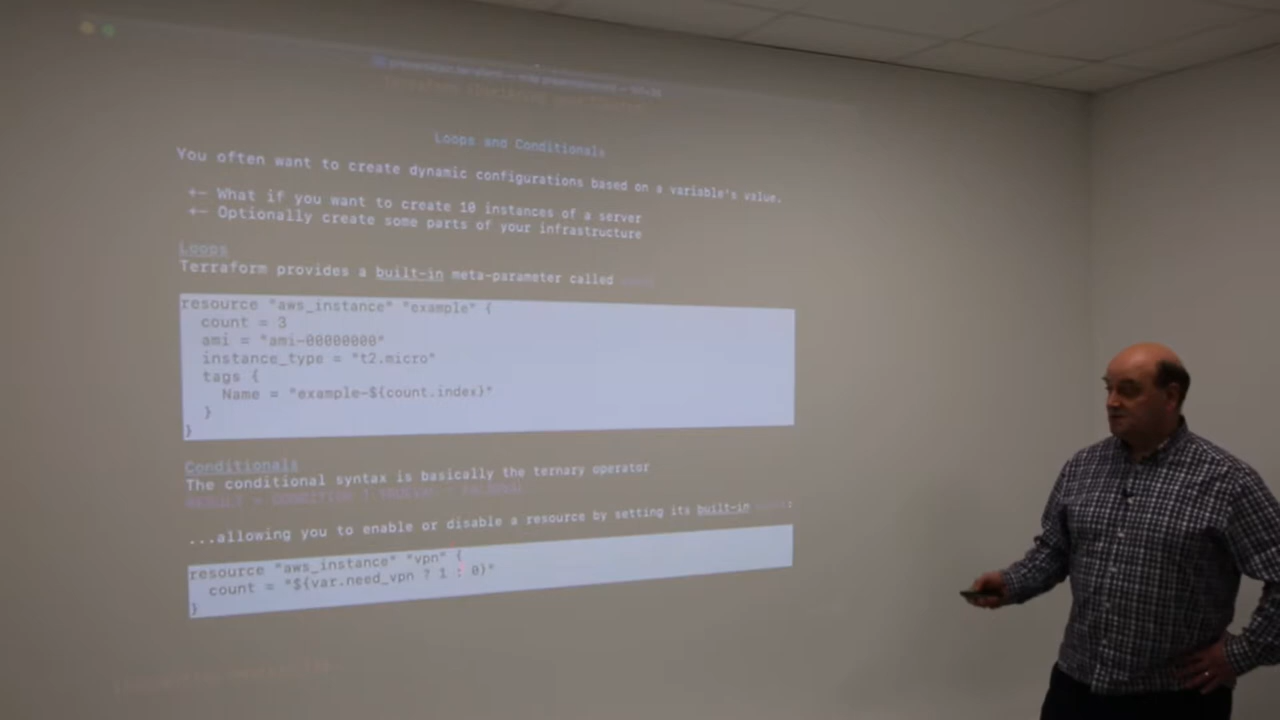 Loops and Conditionals
You often want to create dynamic configurations based on a variable's value.
+- What if you want to create 10 instances of a server
+- Optionally create some parts of your infrastructure
Loops
Terraform provides a built-in meta-parameter called
resource "aws_instance" "example" {
count = 3
ami = "ami-00000000"
instance_type = "t2.micro"
tags {
Name = "example-${count.index}"
}
}
Conditionals
The conditional syntax is basically the ternary operator
RESULT = CONDITION ?
...allowing you to enable or disable a resource by setting its built-in :
resource "aws_instance" "vpn" {
count = "${var.need_vpn ? 1 : 0}"
}